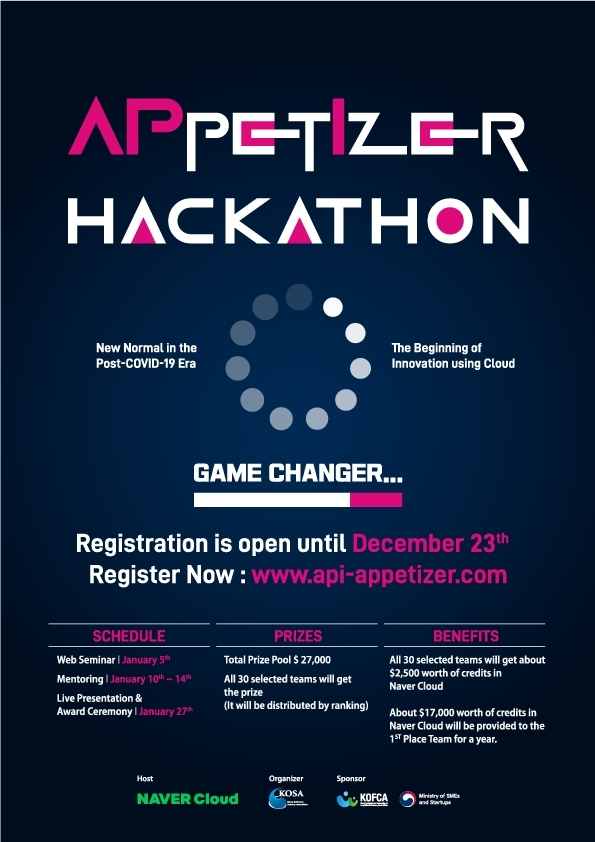 APPETIZER
HACKATHON
New Normal in the
Post-COVID-19 Era
The Beginning of
Innovation using Cloud
GAME CHANGER...
Registration is open until December 23th
Register Now : www.api-appetizer.com
SCHEDULE
Web Seminar | January 5th
Mentoring | January 10th ~ 14th
Live Presentation &
Award Ceremony | January 27th
PRIZES
Total Prize Pool $ 27,000
All 30 selected teams will get
the prize
(It will be distributed by ranking)
BENEFITS
All 30 selected teams will get about
$2,500 worth of credits in
Naver Cloud
About $17,000 worth of credits in
Naver Cloud will be provided to the
1ST Place Team for a year.
Host
NAVER Cloud
Organizer
KOSA
Sponsor
KOFCA
Ministry of SMEs
and Startups